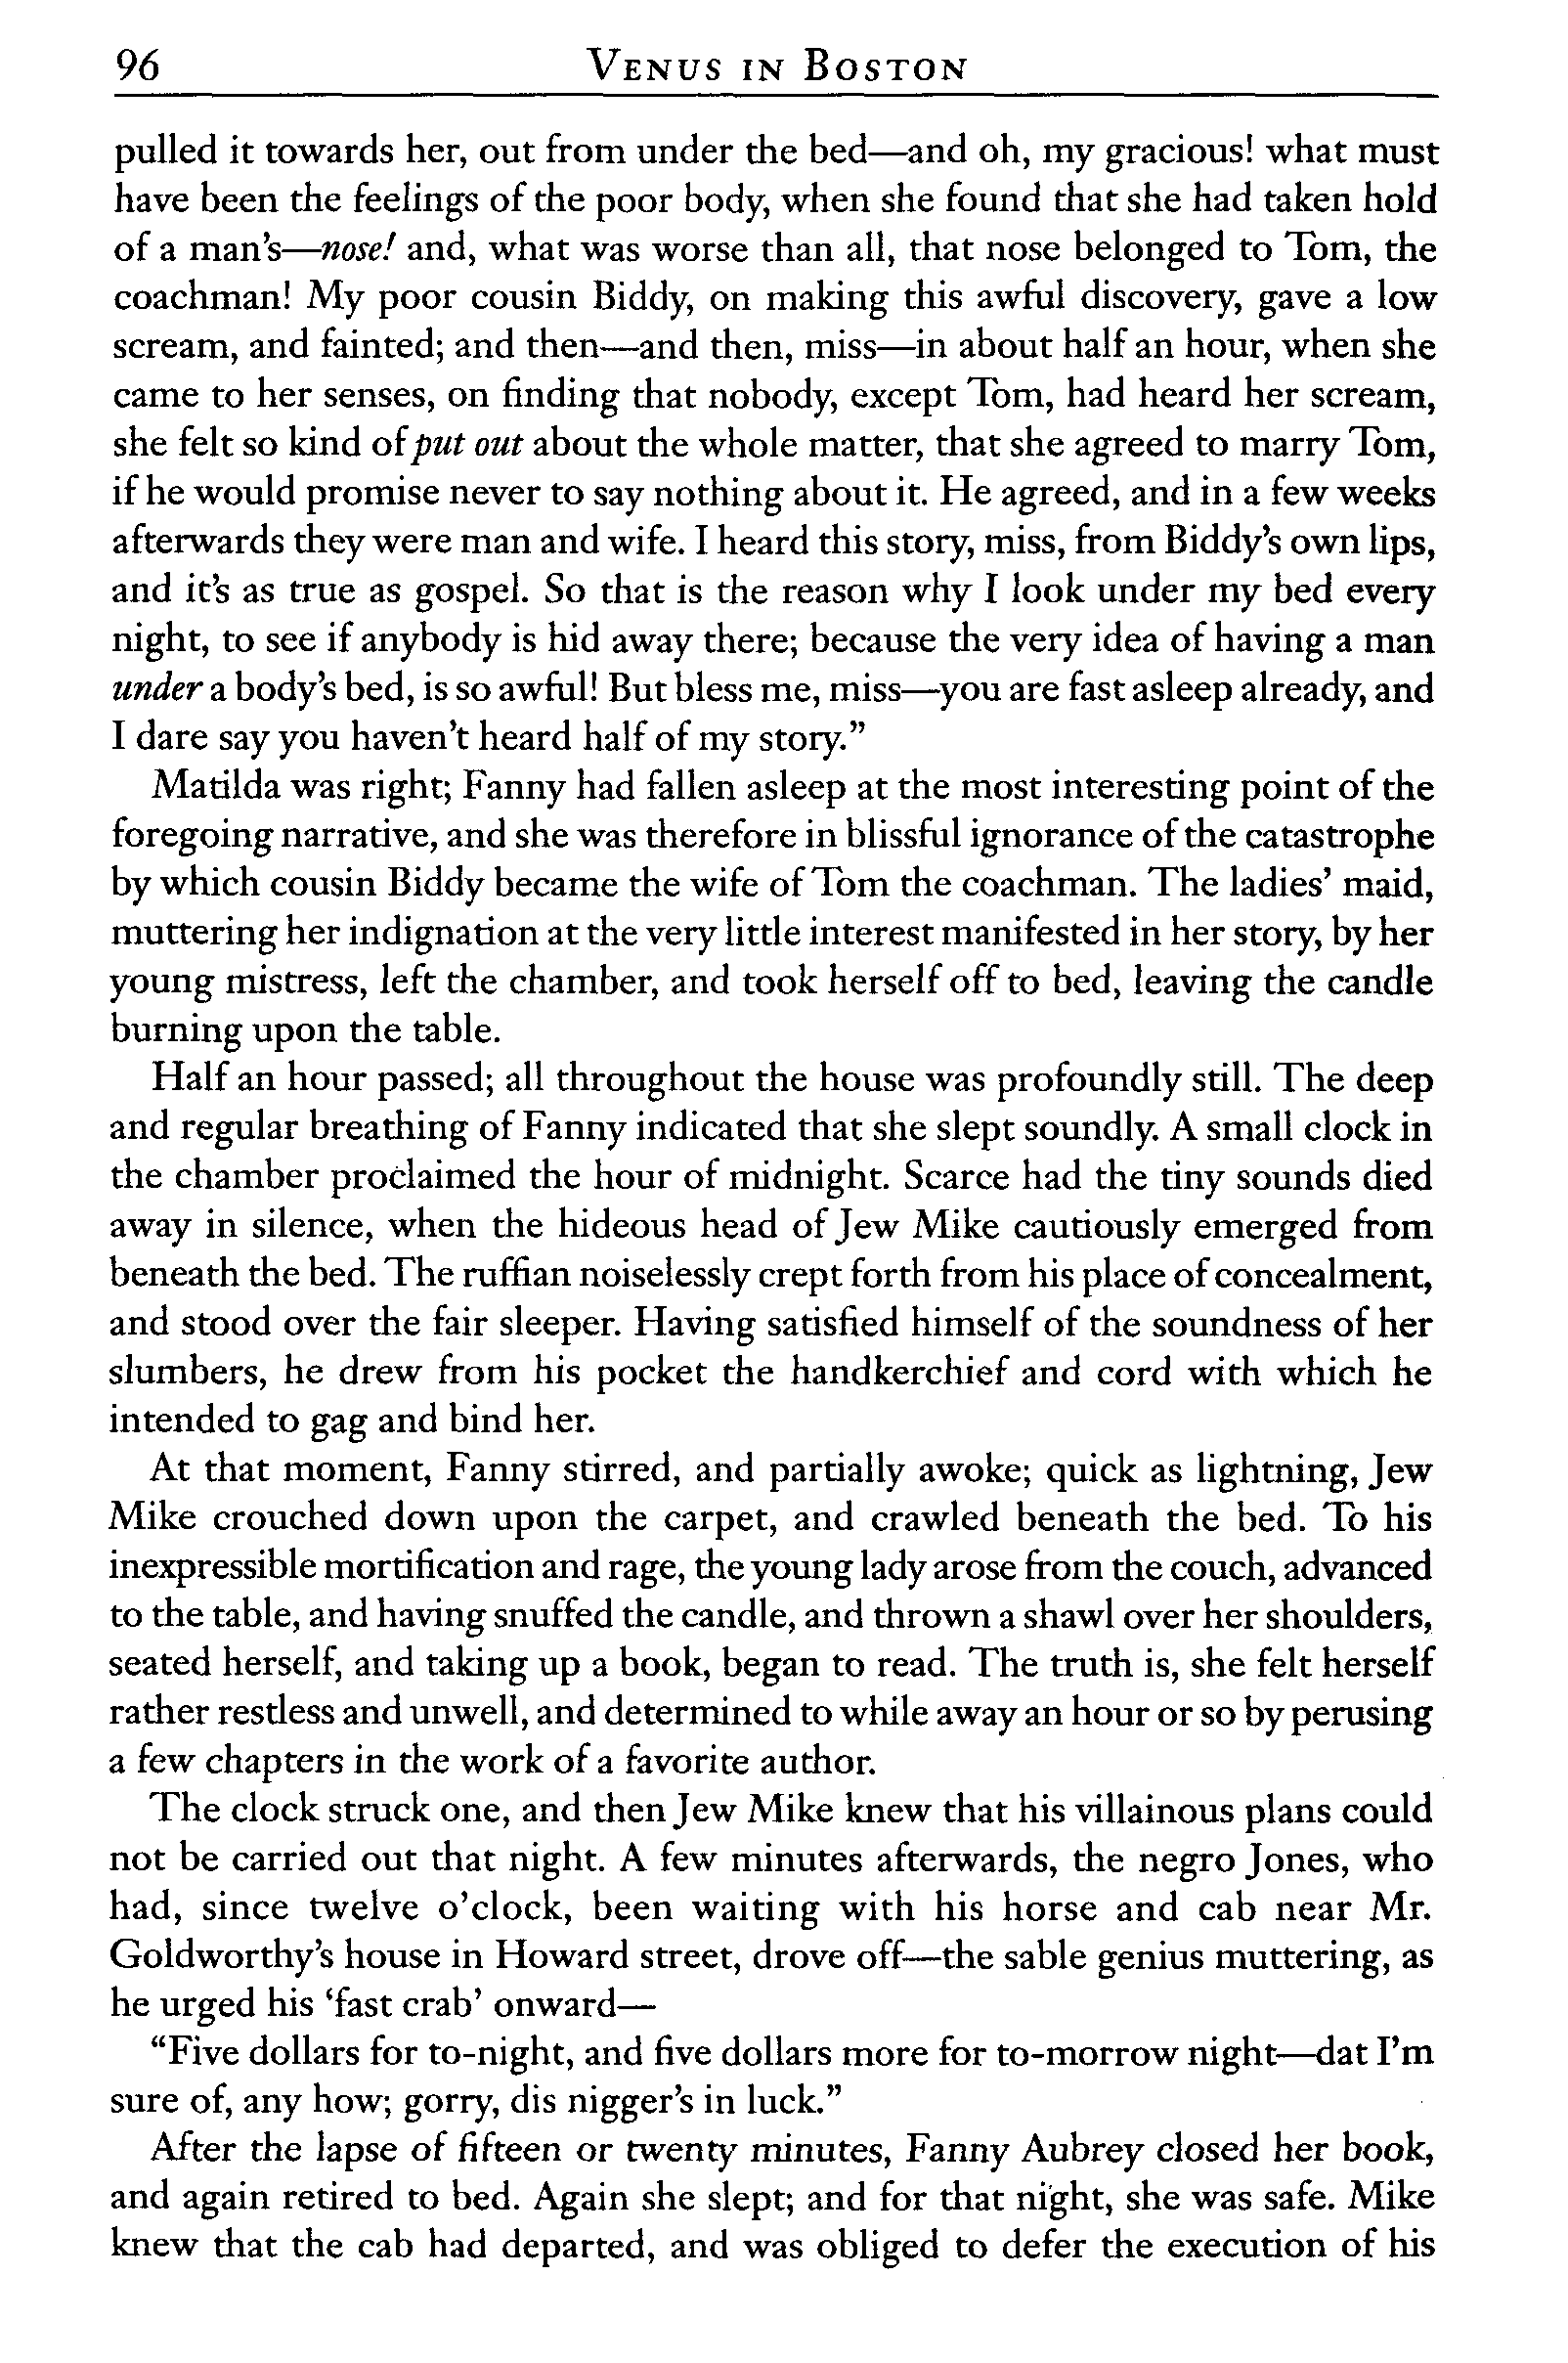 96 VENUS IN BOSTON
pulled it towards her, out from under the bed—and oh, my gracious! what must
have been the feelings of the poor body, when she found that she had taken hold
of a man's—nose! and, what was worse than all, that nose belonged to Tom, the
coachman! My poor cousin Biddy, on making this awful discovery, gave a low
scream, and fainted; and then—and then, miss—in about half an hour, when she
came to her senses, on finding that nobody, except Tom, had heard her scream,
she felt so kind of put out about the whole matter, that she agreed to marry Tom,
if he would promise never to say nothing about it. He agreed, and in a few weeks
afterwards they were man and wife. I heard this story, miss, from Biddy's own lips,
and it's as true as gospel. So that is the reason why I look under my bed every
night, to see if anybody is hid away there; because the very idea of having a man
under a body's bed, is so awful! But bless me, miss—you are fast asleep already, and
I dare say you haven't heard half of my story.”
Matilda was right; Fanny had fallen asleep at the most interesting point of the
foregoing narrative, and she was therefore in blissful ignorance of the catastrophe
by which cousin Biddy became the wife of Tom the coachman. The ladies' maid,
muttering her indignation at the very little interest manifested in her story, by her
young mistress, left the chamber, and took herself off to bed, leaving the candle
burning upon the table.
Half an hour passed; all throughout the house was profoundly still. The deep
and regular breathing of Fanny indicated that she slept soundly. A small clock in
the chamber proclaimed the hour of midnight. Scarce had the tiny sounds died
away in silence, when the hideous head of Jew Mike cautiously emerged from
beneath the bed. The ruffian noiselessly crept forth from his place of concealment,
and stood over the fair sleeper. Having satisfied himself of the soundness of her
slumbers, he drew from his pocket the handkerchief and cord with which he
intended to gag and bind her.
At that moment, Fanny stirred, and partially awoke; quick as lightning, Jew
Mike crouched down upon the carpet, and crawled beneath the bed. To his
inexpressible mortification and rage, the young lady arose from the couch, advanced
to the table, and having snuffed the candle, and thrown a shawl over her shoulders,
seated herself, and taking up a book, began to read. The truth is, she felt herself
rather restless and unwell, and determined to while away an hour or so by perusing
a few chapters in the work of a favorite author.
The clock struck one, and then Jew Mike knew that his villainous plans could
not be carried out that night. A few minutes afterwards, the negro Jones, who
had, since twelve o'clock, been waiting with his horse and cab near Mr.
Goldworthy's house in Howard street, drove off—the sable genius muttering, as
he urged his ‘fast crab’ onward—
“Five dollars for to-night, and five dollars more for to-morrow night—dat I'm
sure of, any how; gorry, dis nigger's in luck.”
After the lapse of fifteen or twenty minutes, Fanny Aubrey closed her book,
and again retired to bed. Again she slept; and for that night, she was safe. Mike
knew that the cab had departed, and was obliged to defer the execution of his